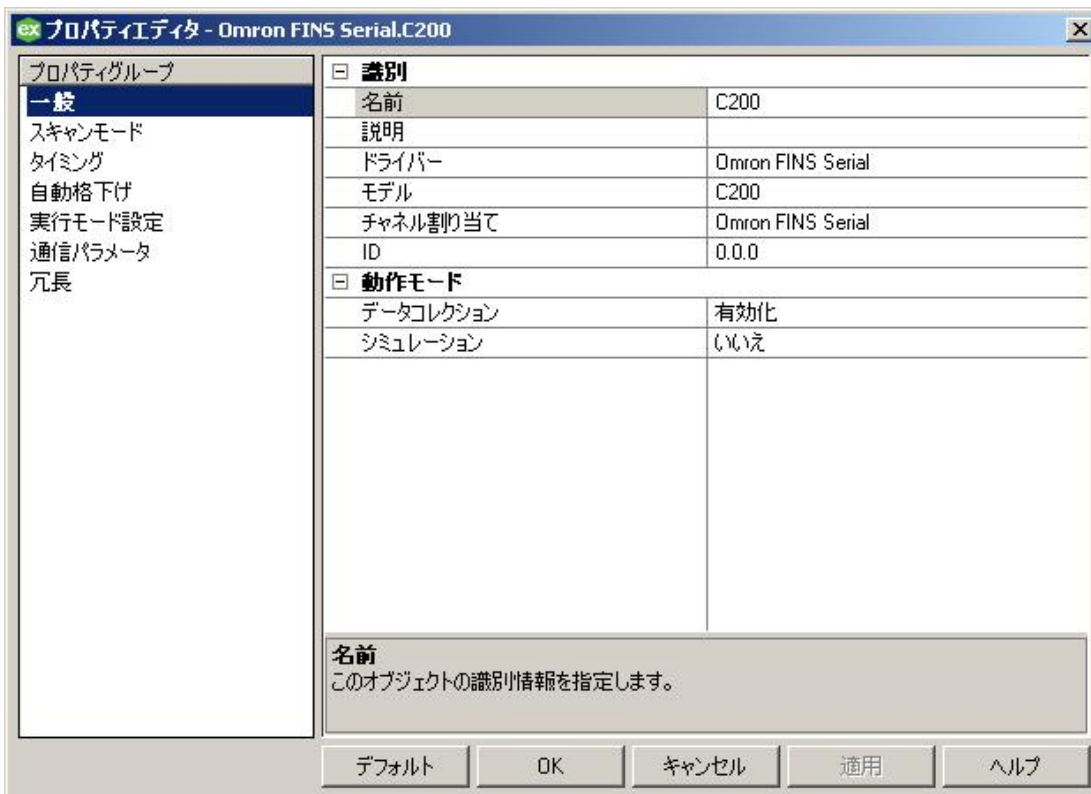 ex プロパティエディタ - Omron FINS Serial.C200
プロパティグループ
一般
スキャンモード
タイミング
自動格下げ
実行モード設定
通信パラメータ
冗長
識別
名前 C200
説明
ドライバー Omron FINS Serial
モデル C200
チャネル割り当て Omron FINS Serial
ID 0.0.0
動作モード
データコレクション 有効化
シミュレーション いいえ
名前
このオブジェクトの識別情報を指定します。
デフォルト OK キャンセル 適用 ヘルプ